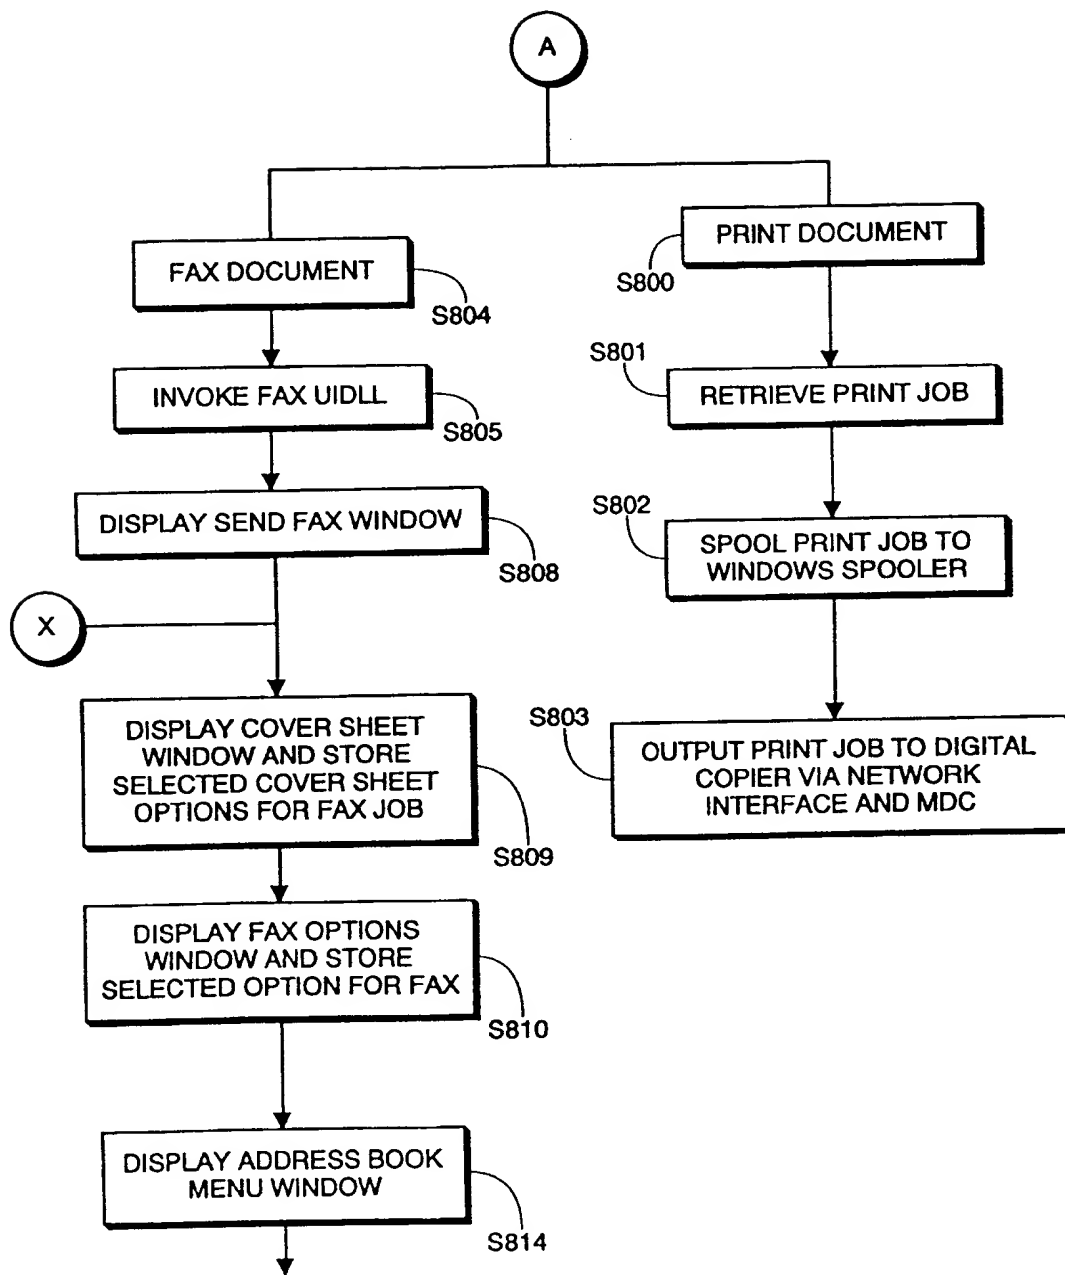 A
FAX DOCUMENT
S804
INVOKE FAX UIDLL
S805
DISPLAY SEND FAX WINDOW
S808
X
DISPLAY COVER SHEET
WINDOW AND STORE
SELECTED COVER SHEET
OPTIONS FOR FAX JOB
S809
DISPLAY FAX OPTIONS
WINDOW AND STORE
SELECTED OPTION FOR FAX
S810
DISPLAY ADDRESS BOOK
MENU WINDOW
S814
PRINT DOCUMENT
S800
S801
RETRIEVE PRINT JOB
S802
SPOOL PRINT JOB TO
WINDOWS SPOOLER
S803
OUTPUT PRINT JOB TO DIGITAL
COPIER VIA NETWORK
INTERFACE AND MDC